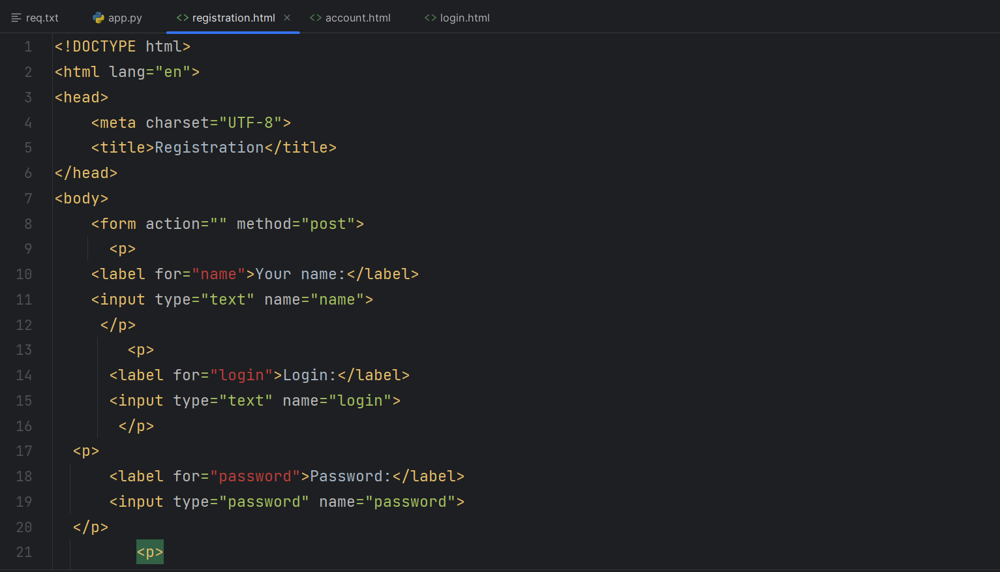 req.txt app.py registration.html account.html login.html
1 <!DOCTYPE html>
2 <html lang="en">
3 <head>
4     <meta charset="UTF-8">
5     <title>Registration</title>
6 </head>
7 <body>
8     <form action="" method="post">
9       <p>
10     <label for="name">Your name:</label>
11     <input type="text" name="name">
12      </p>
13         <p>
14       <label for="login">Login:</label>
15       <input type="text" name="login">
16        </p>
17   <p>
18       <label for="password">Password:</label>
19       <input type="password" name="password">
20   </p>
21          <p>